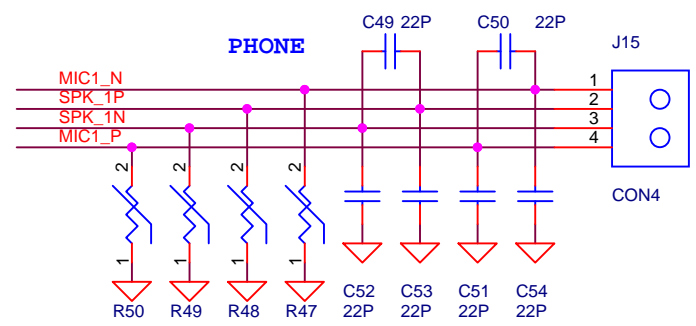 C49 22P
C50 22P
PHONE
J15
MIC1_N
SPK_1P
SPK_1N
MIC1_P
1
2
3
4
2 2 2 2
CON4
1 1 1 1
R50 R49 R48 R47
C52 C53 C51 C54
22P 22P 22P 22P